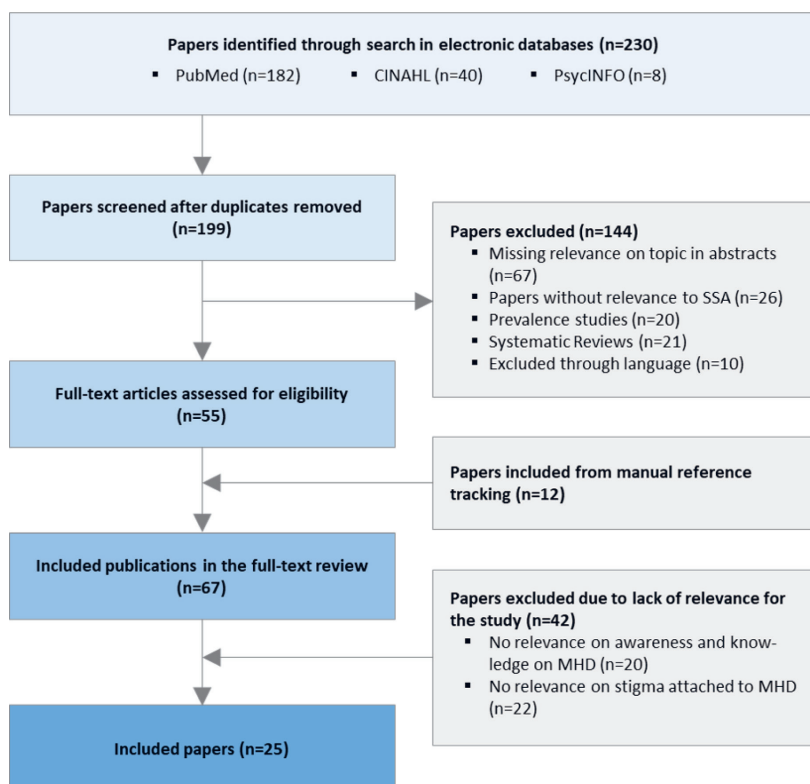 Papers identified through search in electronic databases (n=230)
▪ PubMed (n=182) ▪ CINAHL (n=40) ▪ PsycINFO (n=8)
Papers screened after duplicates removed
(n=199)
Papers excluded (n=144)
▪ Missing relevance on topic in abstracts
(n=67)
▪ Papers without relevance to SSA (n=26)
▪ Prevalence studies (n=20)
▪ Systematic Reviews (n=21)
▪ Excluded through language (n=10)
Full-text articles assessed for eligibility
(n=55)
Papers included from manual reference
tracking (n=12)
Included publications in the full-text review
(n=67)
Papers excluded due to lack of relevance for
the study (n=42)
▪ No relevance on awareness and know-
ledge on MHD (n=20)
▪ No relevance on stigma attached to MHD
(n=22)
Included papers (n=25)